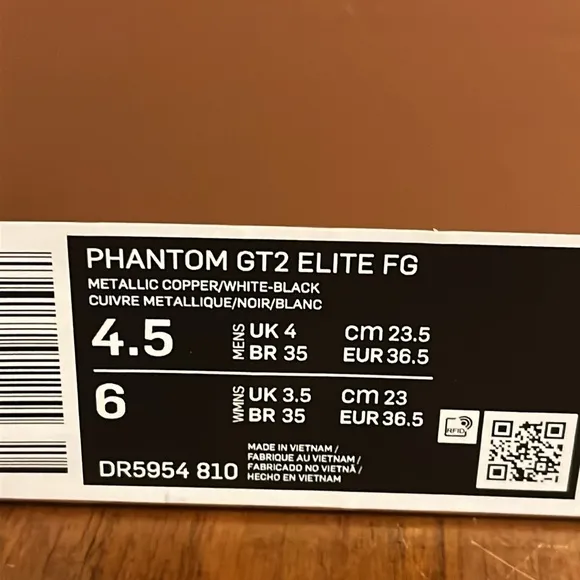 PHANTOM GT2 ELITE FG
METALLIC COPPER/WHITE-BLACK
CUIVRE METALLIQUE/NOIR/BLANC
4.5 MENS UK 4 cm 23.5
BR 35 EUR 36.5
6 WMNS UK 3.5 cm 23
BR 35 EUR 36.5
RFID
DR5954 810
MADE IN VIETNAM /
FABRIQUE AU VIETNAM /
FABRICADO NO VIETNÃ /
HECHO EN VIETNAM